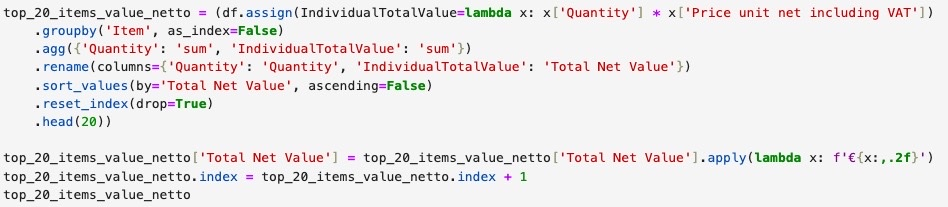 top_20_items_value_netto = (df.assign(IndividualTotalValue=lambda x: x['Quantity'] * x['Price unit net including VAT'])
    .groupby('Item', as_index=False)
    .agg({'Quantity': 'sum', 'IndividualTotalValue': 'sum'})
    .rename(columns={'Quantity': 'Quantity', 'IndividualTotalValue': 'Total Net Value'})
    .sort_values(by='Total Net Value', ascending=False)
    .reset_index(drop=True)
    .head(20))

top_20_items_value_netto['Total Net Value'] = top_20_items_value_netto['Total Net Value'].apply(lambda x: f'€{x:,.2f}')
top_20_items_value_netto.index = top_20_items_value_netto.index + 1
top_20_items_value_netto